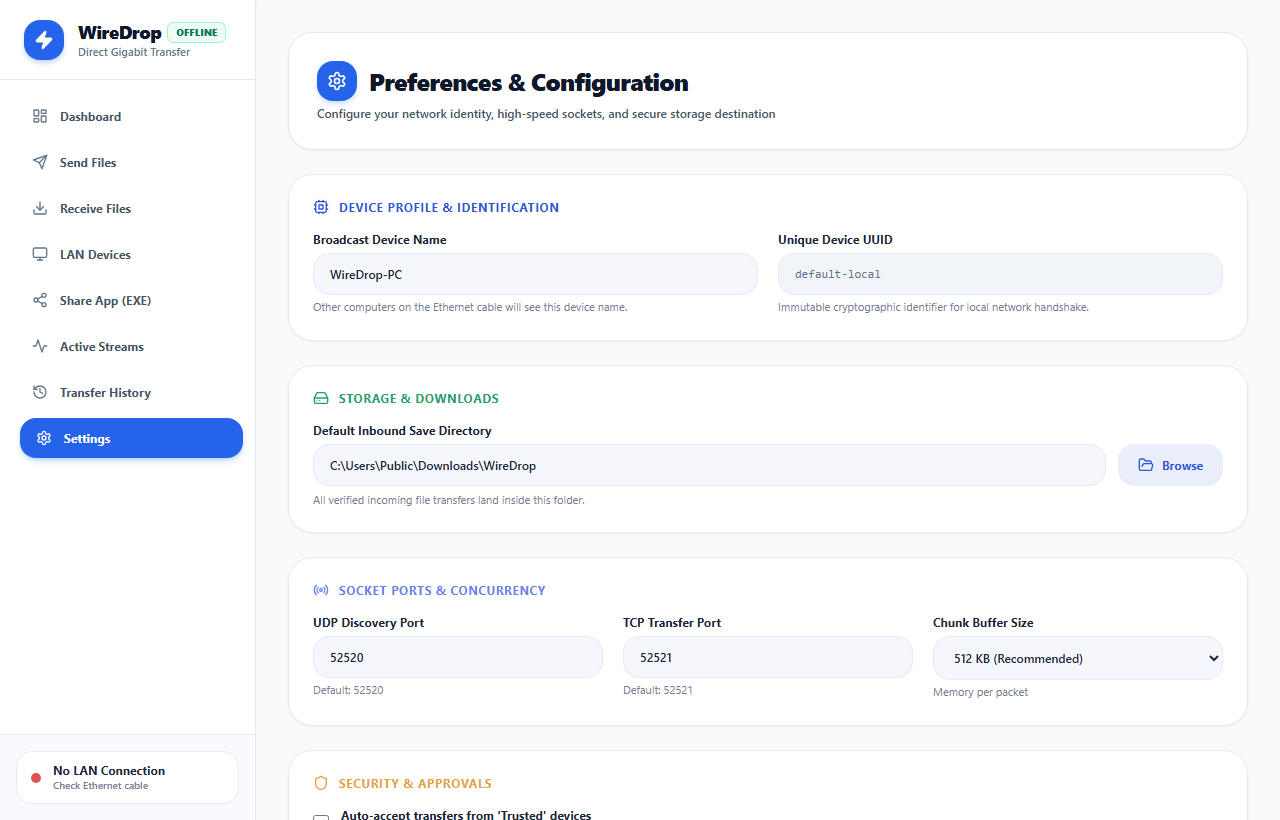 WireDrop OFFLINE
Direct Gigabit Transfer
Dashboard
Send Files
Receive Files
LAN Devices
Share App (EXE)
Active Streams
Transfer History
Settings
No LAN Connection
Check Ethernet cable
Preferences & Configuration
Configure your network identity, high-speed sockets, and secure storage destination
DEVICE PROFILE & IDENTIFICATION
Broadcast Device Name
WireDrop-PC
Other computers on the Ethernet cable will see this device name.
Unique Device UUID
default-local
Immutable cryptographic identifier for local network handshake.
STORAGE & DOWNLOADS
Default Inbound Save Directory
C:\Users\Public\Downloads\WireDrop
Browse
All verified incoming file transfers land inside this folder.
SOCKET PORTS & CONCURRENCY
UDP Discovery Port
52520
Default: 52520
TCP Transfer Port
52521
Default: 52521
Chunk Buffer Size
512 KB (Recommended)
Memory per packet
SECURITY & APPROVALS
Auto-accept transfers from 'Trusted' devices